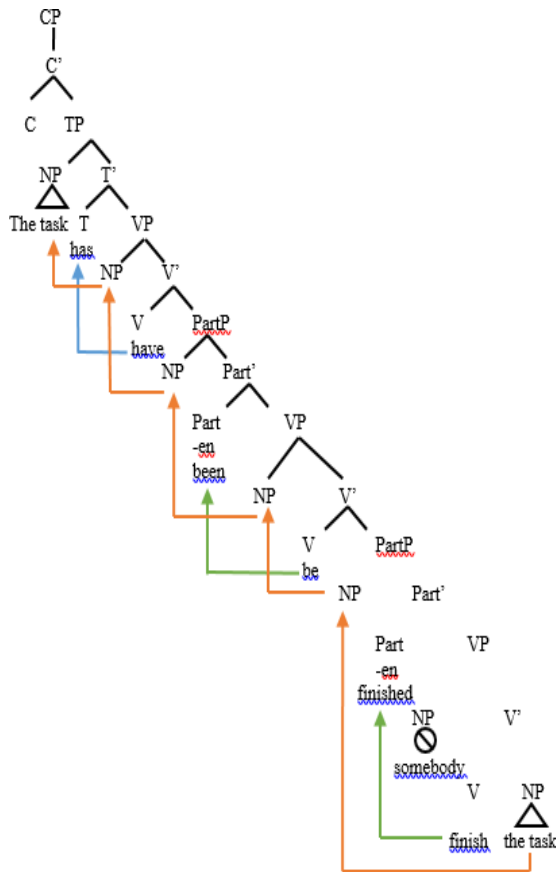 CP
C'
C TP
NP T'
The task T VP
has
NP V'
V PartP
have
NP Part'
Part VP
-en
been
NP V'
V PartP
be
NP Part'
Part VP
-en
finished
NP V'
somebody
V NP
finish the task